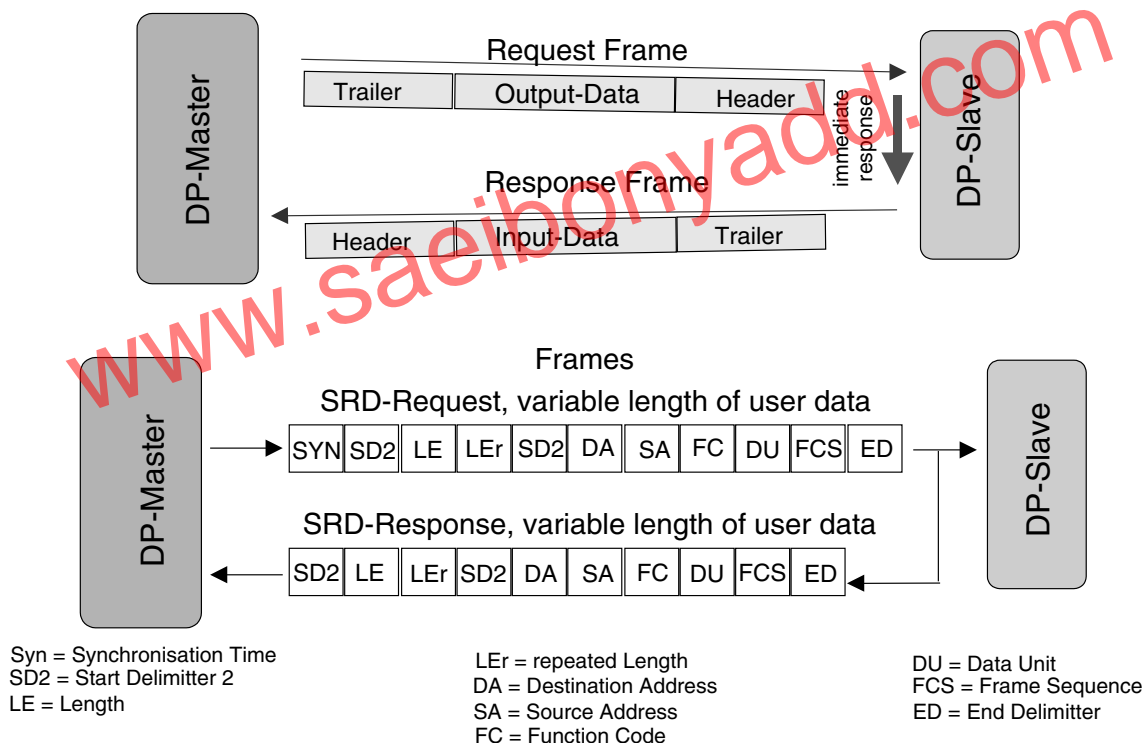 Request Frame
Trailer Output-Data Header
DP-Master
immediate
response
DP-Slave
Response Frame
Header Input-Data Trailer
www.saeibonyadd.com
Frames
SRD-Request, variable length of user data
DP-Master
SYN SD2 LE LEr SD2 DA SA FC DU FCS ED
DP-Slave
SRD-Response, variable length of user data
SD2 LE LEr SD2 DA SA FC DU FCS ED
Syn = Synchronisation Time
SD2 = Start Delimitter 2
LE = Length
LEr = repeated Length
DA = Destination Address
SA = Source Address
FC = Function Code
DU = Data Unit
FCS = Frame Sequence
ED = End Delimitter